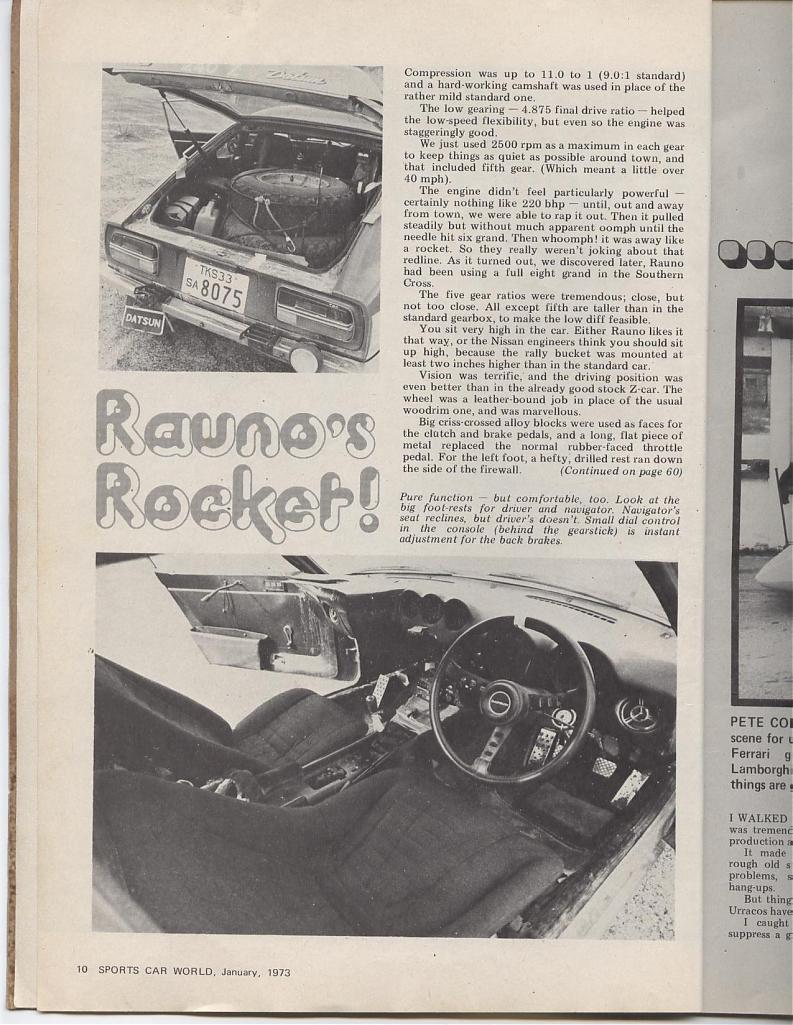 Datsun
TKS33
SA 8075
DATSUN
Rauno's
Rocket!
Compression was up to 11.0 to 1 (9.0:1 standard)
and a hard-working camshaft was used in place of the
rather mild standard one.
The low gearing — 4.875 final drive ratio — helped
the low-speed flexibility, but even so the engine was
staggeringly good.
We just used 2500 rpm as a maximum in each gear
to keep things as quiet as possible around town, and
that included fifth gear. (Which meant a little over
40 mph).
The engine didn't feel particularly powerful —
certainly nothing like 220 bhp — until, out and away
from town, we were able to rap it out. Then it pulled
steadily but without much apparent oomph until the
needle hit six grand. Then whoomph! it was away like
a rocket. So they really weren't joking about that
redline. As it turned out, we discovered later, Rauno
had been using a full eight grand in the Southern
Cross.
The five gear ratios were tremendous; close, but
not too close. All except fifth are taller than in the
standard gearbox, to make the low diff feasible.
You sit very high in the car. Either Rauno likes it
that way, or the Nissan engineers think you should sit
up high, because the rally bucket was mounted at
least two inches higher than in the standard car.
Vision was terrific, and the driving position was
even better than in the already good stock Z-car. The
wheel was a leather-bound job in place of the usual
woodrim one, and was marvellous.
Big criss-crossed alloy blocks were used as faces for
the clutch and brake pedals, and a long, flat piece of
metal replaced the normal rubber-faced throttle
pedal. For the left foot, a hefty, drilled rest ran down
the side of the firewall. (Continued on page 60)
Pure function — but comfortable, too. Look at the
big foot-rests for driver and navigator. Navigator's
seat reclines, but driver's doesn't. Small dial control
in the console (behind the gearstick) is instant
adjustment for the back brakes.
10 SPORTS CAR WORLD, January, 1973
PETE
scene for
Ferrari
Lamborgh
things are
I WALKED
was tremend
production
It made
rough old
problems,
hang-ups.
But thing
Urracos have
I caught
suppress a